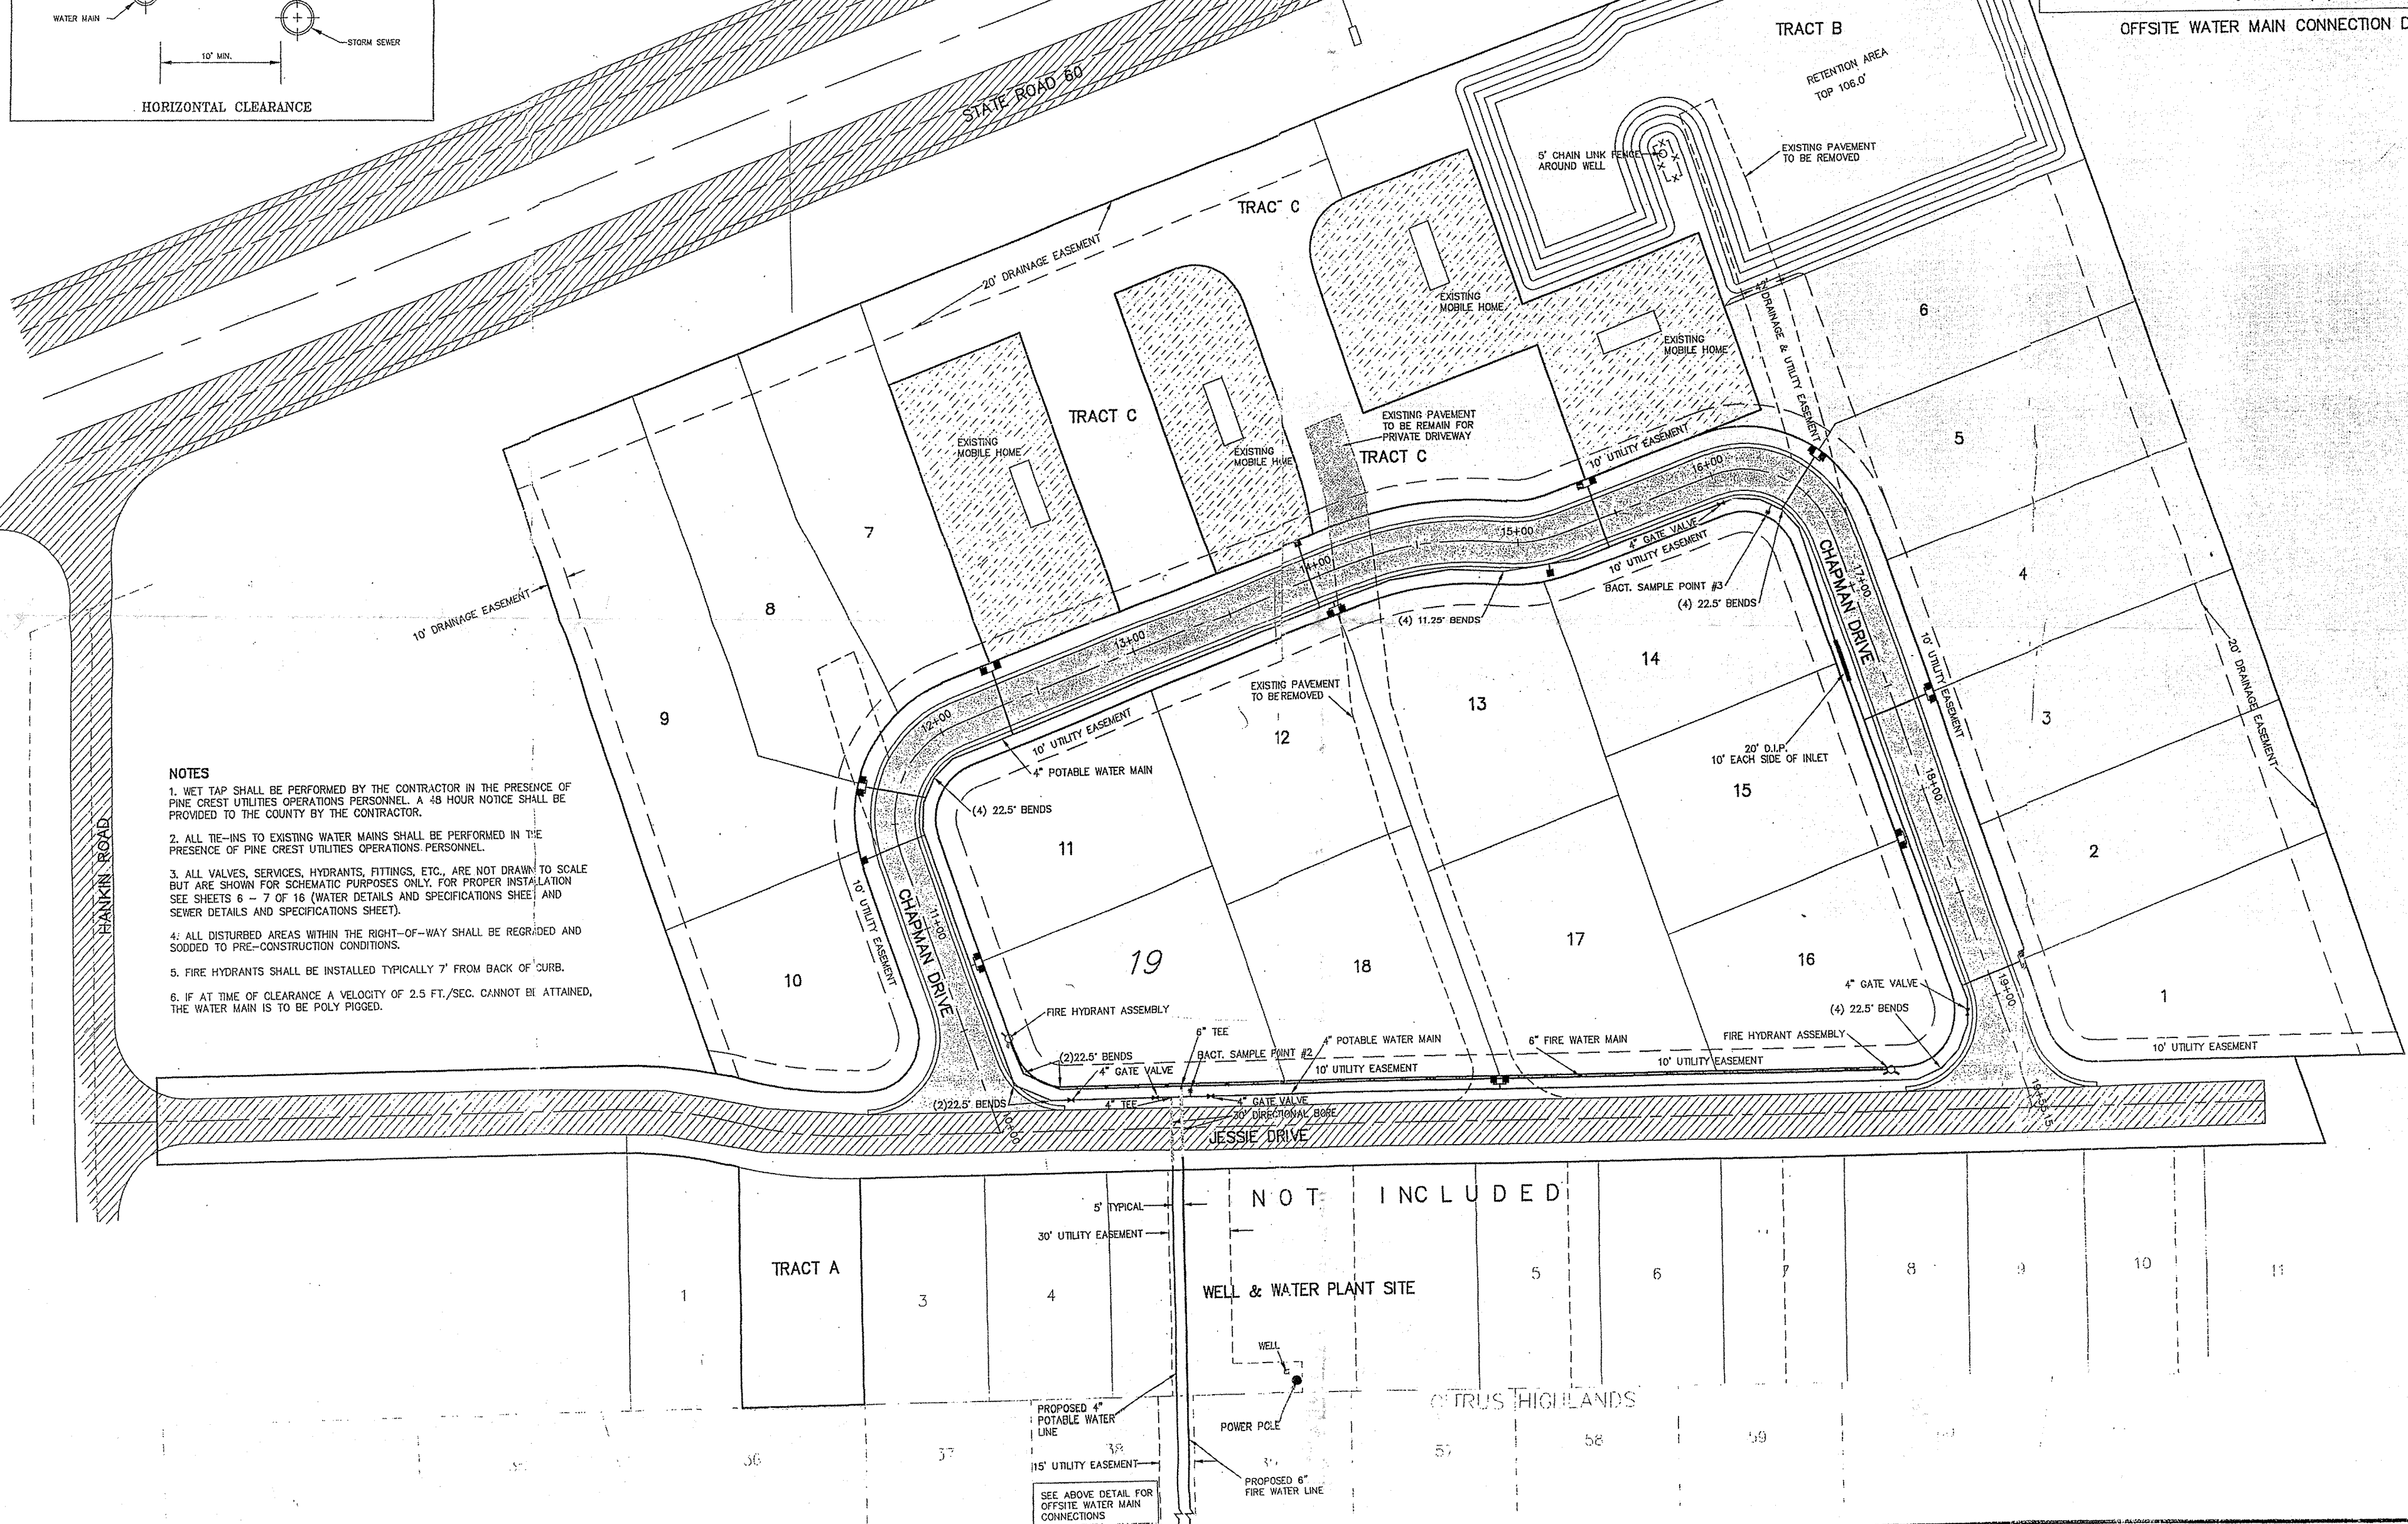 WATER MAIN
STORM SEWER
10' MIN.
HORIZONTAL CLEARANCE
OFFSITE WATER MAIN CONNECTION
STATE ROAD 60
TRACT B
RETENTION AREA
TOP 106.0'
5' CHAIN LINK FENCE
AROUND WELL
EXISTING PAVEMENT
TO BE REMOVED
TRACT C
20' DRAINAGE EASEMENT
EXISTING
MOBILE HOME
EXISTING
MOBILE HOME
42' DRAINAGE & UTILITY EASEMENT
6
TRACT C
EXISTING PAVEMENT
TO BE REMAIN FOR
PRIVATE DRIVEWAY
TRACT C
EXISTING
MOBILE HOME
EXISTING
MOBILE HOME
10' UTILITY EASEMENT
5
7
16+00
15+00
14+00
4" GATE VALVE
10' UTILITY EASEMENT
BACT. SAMPLE POINT #3
(4) 22.5° BENDS
(4) 11.25° BENDS
CHAPMAN DRIVE
17+00
4
8
10' DRAINAGE EASEMENT
13+00
14
10' UTILITY EASEMENT
20' DRAINAGE EASEMENT
9
12+00
EXISTING PAVEMENT
TO BE REMOVED
13
3
10' UTILITY EASEMENT
12
20' D.I.P.
10' EACH SIDE OF INLET
4" POTABLE WATER MAIN
(4) 22.5° BENDS
15
18+00
11
2
NOTES
1. WET TAP SHALL BE PERFORMED BY THE CONTRACTOR IN THE PRESENCE OF
PINE CREST UTILITIES OPERATIONS PERSONNEL. A 48 HOUR NOTICE SHALL BE
PROVIDED TO THE COUNTY BY THE CONTRACTOR.
2. ALL TIE-INS TO EXISTING WATER MAINS SHALL BE PERFORMED IN THE
PRESENCE OF PINE CREST UTILITIES OPERATIONS PERSONNEL.
3. ALL VALVES, SERVICES, HYDRANTS, FITTINGS, ETC., ARE NOT DRAWN TO SCALE
BUT ARE SHOWN FOR SCHEMATIC PURPOSES ONLY. FOR PROPER INSTALLATION
SEE SHEETS 6 - 7 OF 16 (WATER DETAILS AND SPECIFICATIONS SHEET AND
SEWER DETAILS AND SPECIFICATIONS SHEET).
4. ALL DISTURBED AREAS WITHIN THE RIGHT-OF-WAY SHALL BE REGRADED AND
SODDED TO PRE-CONSTRUCTION CONDITIONS.
5. FIRE HYDRANTS SHALL BE INSTALLED TYPICALLY 7' FROM BACK OF CURB.
6. IF AT TIME OF CLEARANCE A VELOCITY OF 2.5 FT./SEC. CANNOT BE ATTAINED,
THE WATER MAIN IS TO BE POLY PIGGED.
HANKIN ROAD
10' UTILITY EASEMENT
CHAPMAN DRIVE
11+00
10
19
18
17
16
1
4" GATE VALVE
(4) 22.5° BENDS
19+00
FIRE HYDRANT ASSEMBLY
6" TEE
(2)22.5° BENDS
BACT. SAMPLE POINT #2
4" POTABLE WATER MAIN
6" FIRE WATER MAIN
FIRE HYDRANT ASSEMBLY
4" GATE VALVE
10' UTILITY EASEMENT
10' UTILITY EASEMENT
10' UTILITY EASEMENT
(2)22.5° BENDS
4" TEE
4" GATE VALVE
30' DIRECTIONAL BORE
10+00
JESSIE DRIVE
NOT INCLUDED
5' TYPICAL
30' UTILITY EASEMENT
TRACT A
WELL & WATER PLANT SITE
1
3
4
5
6
7
8
9
10
11
WELL
POWER POLE
CITRUS HIGHLANDS
PROPOSED 4"
POTABLE WATER
LINE
36
37
38
57
58
59
15' UTILITY EASEMENT
PROPOSED 6"
FIRE WATER LINE
SEE ABOVE DETAIL FOR
OFFSITE WATER MAIN
CONNECTIONS